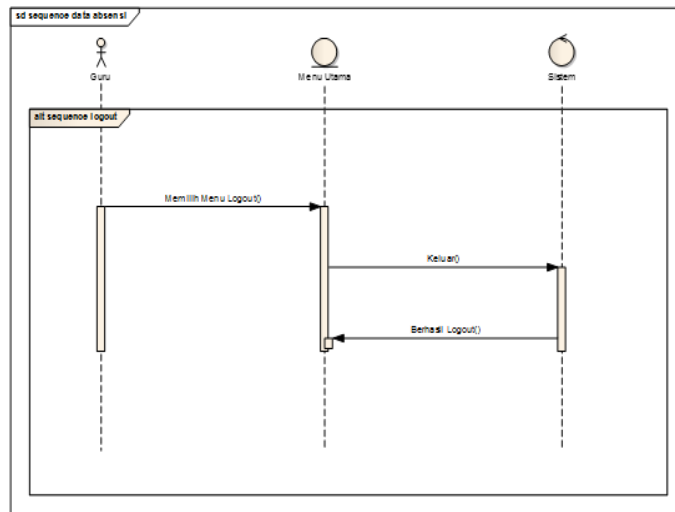 sd sequence data absensi
Guru
Menu Utama
Sistem
alt sequence logout
Memilih Menu Logout()
Keluar()
Berhasil Logout()